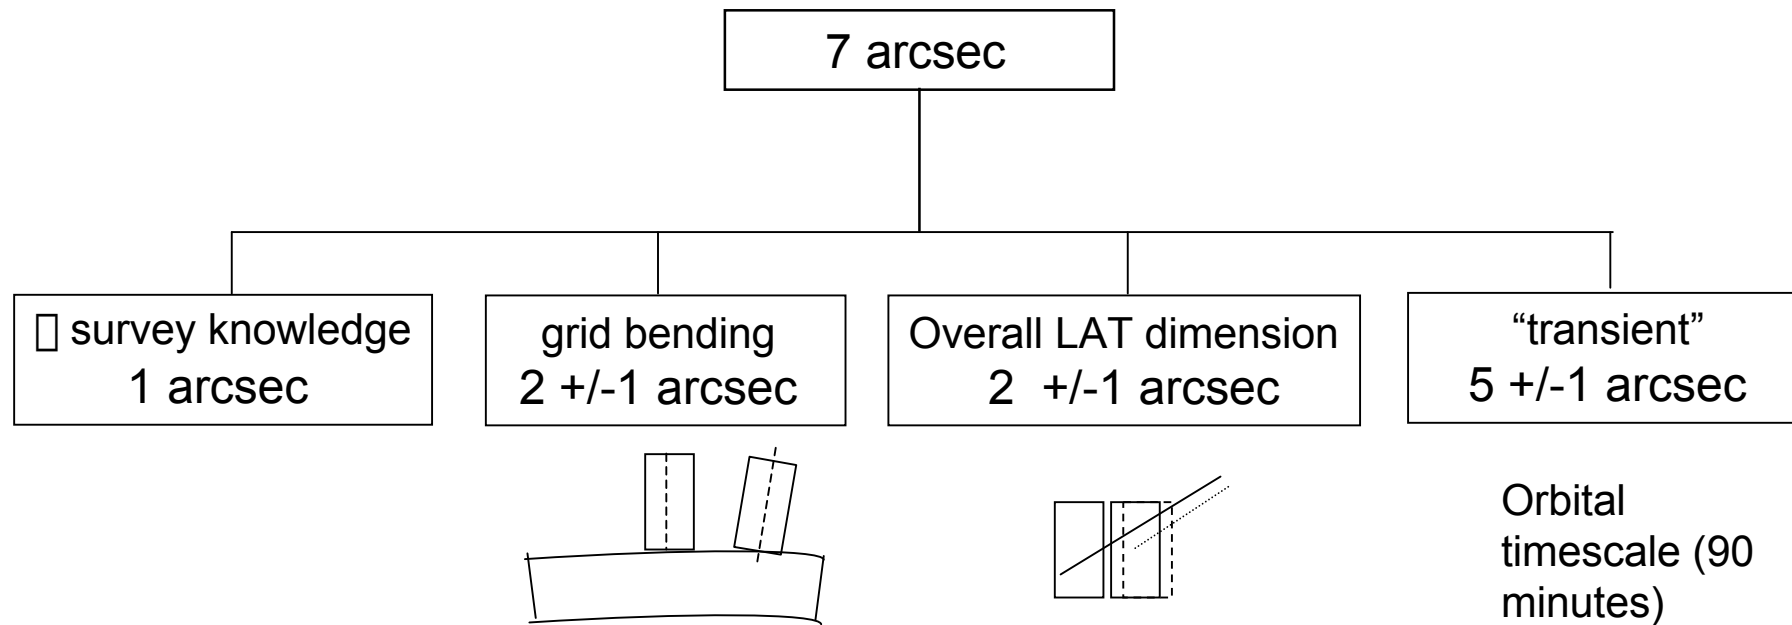 7 arcsec
▯ survey knowledge
1 arcsec
grid bending
2 +/-1 arcsec
Overall LAT dimension
2  +/-1 arcsec
“transient”
5 +/-1 arcsec
Orbital
timescale (90
minutes)